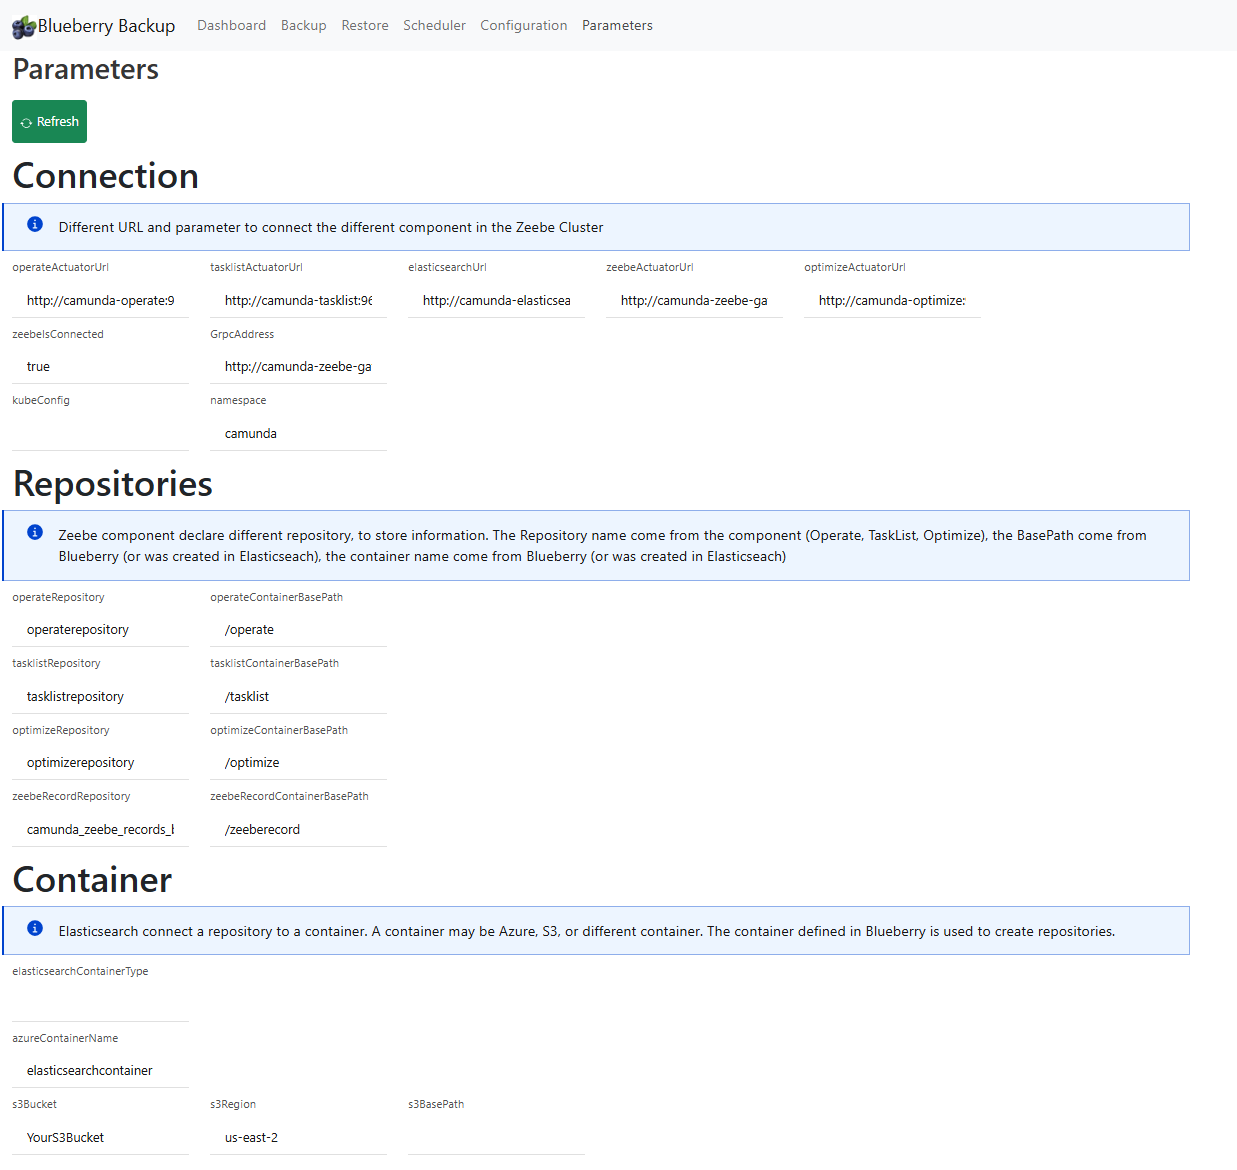 Blueberry Backup Dashboard Backup Restore Scheduler Configuration Parameters
Parameters
Refresh
Connection
Different URL and parameter to connect the different component in the Zeebe Cluster
operateActuatorUrl tasklistActuatorUrl elasticsearchUrl zeebeActuatorUrl optimizeActuatorUrl
http://camunda-operate:9 http://camunda-tasklist:96 http://camunda-elasticsea http://camunda-zeebe-ga http://camunda-optimize:
zeebeIsConnected GrpcAddress
true http://camunda-zeebe-ga
kubeConfig namespace
camunda
Repositories
Zeebe component declare different repository, to store information. The Repository name come from the component (Operate, TaskList, Optimize), the BasePath come from
Blueberry (or was created in Elasticseach), the container name come from Blueberry (or was created in Elasticseach)
operateRepository operateContainerBasePath
operaterepository /operate
tasklistRepository tasklistContainerBasePath
tasklistrepository /tasklist
optimizeRepository optimizeContainerBasePath
optimizerepository /optimize
zeebeRecordRepository zeebeRecordContainerBasePath
camunda_zeebe_records_b /zeeberecord
Container
Elasticsearch connect a repository to a container. A container may be Azure, S3, or different container. The container defined in Blueberry is used to create repositories.
elasticsearchContainerType
azureContainerName
elasticsearchcontainer
s3Bucket s3Region s3BasePath
YourS3Bucket us-east-2